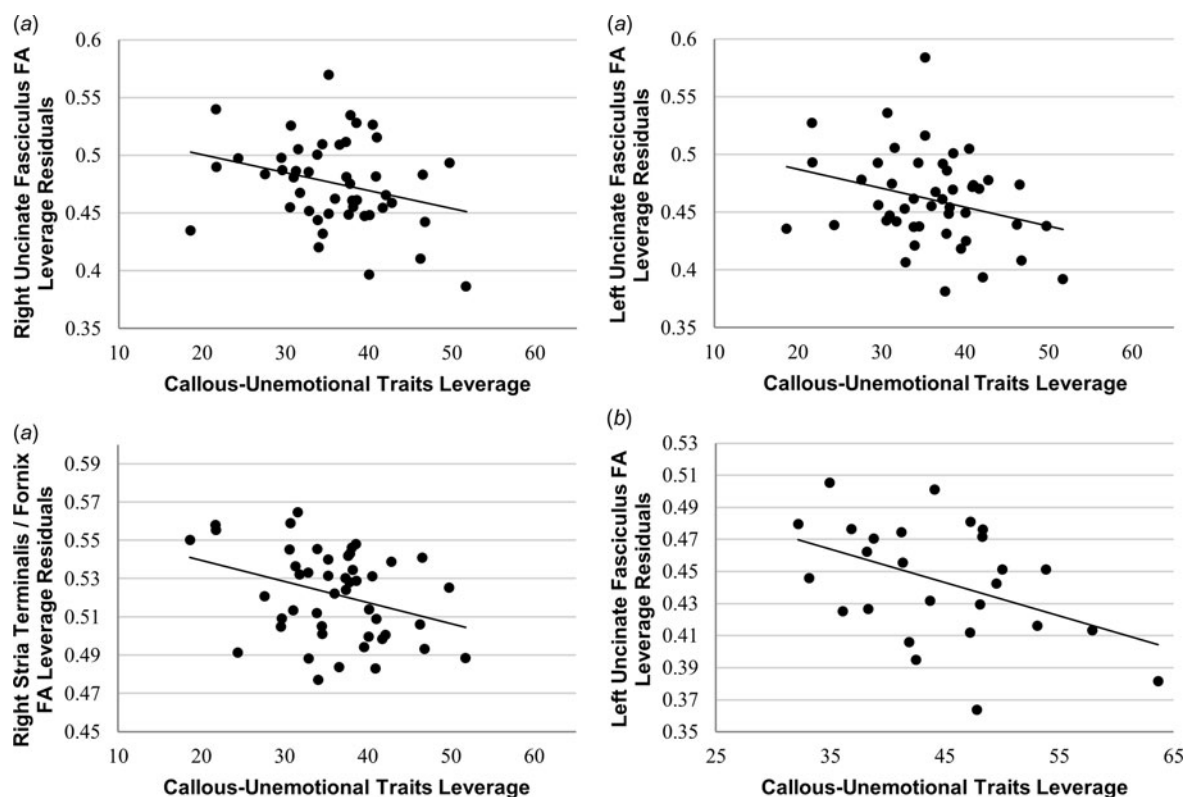 (a)
Right Uncinate Fasciculus FA
Leverage Residuals
0.6
0.55
0.5
0.45
0.4
0.35
10 20 30 40 50 60
Callous-Unemotional Traits Leverage
(a)
Left Uncinate Fasciculus FA
Leverage Residuals
0.6
0.55
0.5
0.45
0.4
0.35
10 20 30 40 50 60
Callous-Unemotional Traits Leverage
(a)
Right Stria Terminalis / Fornix
FA Leverage Residuals
0.59
0.57
0.55
0.53
0.51
0.49
0.47
0.45
10 20 30 40 50 60
Callous-Unemotional Traits Leverage
(b)
Left Uncinate Fasciculus FA
Leverage Residuals
0.53
0.51
0.49
0.47
0.45
0.43
0.41
0.39
0.37
0.35
25 35 45 55 65
Callous-Unemotional Traits Leverage